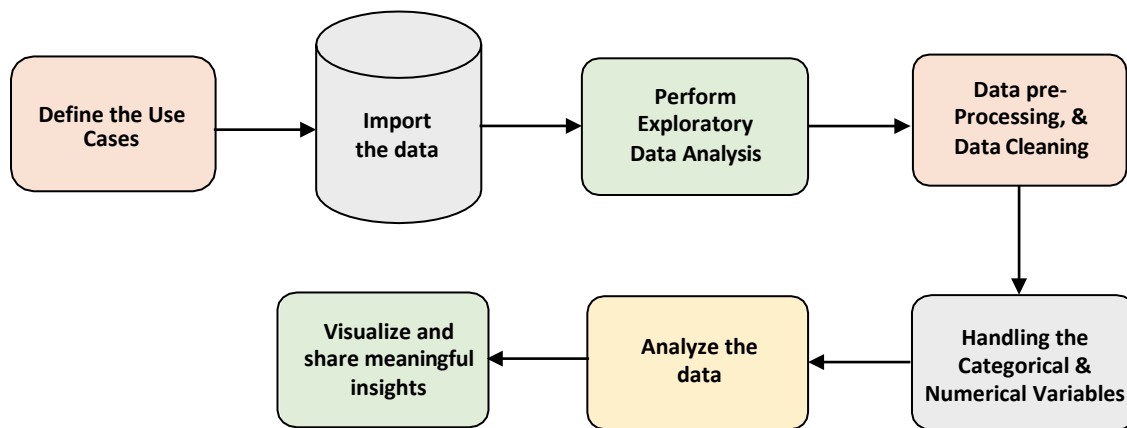 Define the Use
Cases
Import
the data
Perform
Exploratory
Data Analysis
Data pre-
Processing, &
Data Cleaning
Handling the
Categorical &
Numerical Variables
Analyze the
data
Visualize and
share meaningful
insights